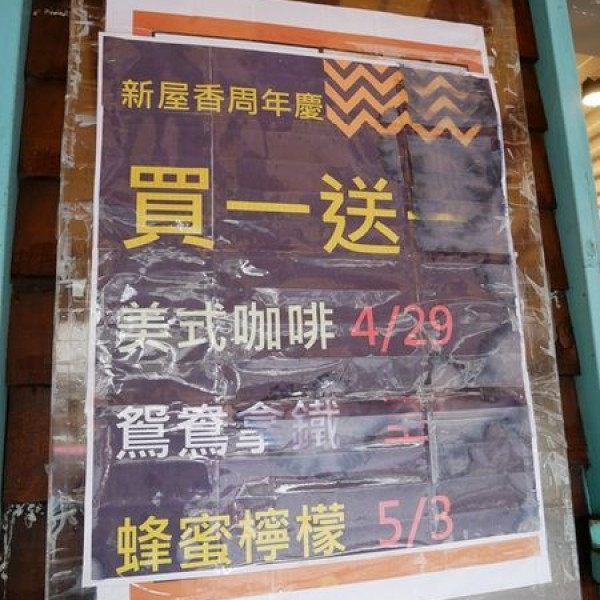 新屋香周年慶
買一送一
美式咖啡 4/29
鴛鴦拿鐵 至
蜂蜜檸檬 5/3